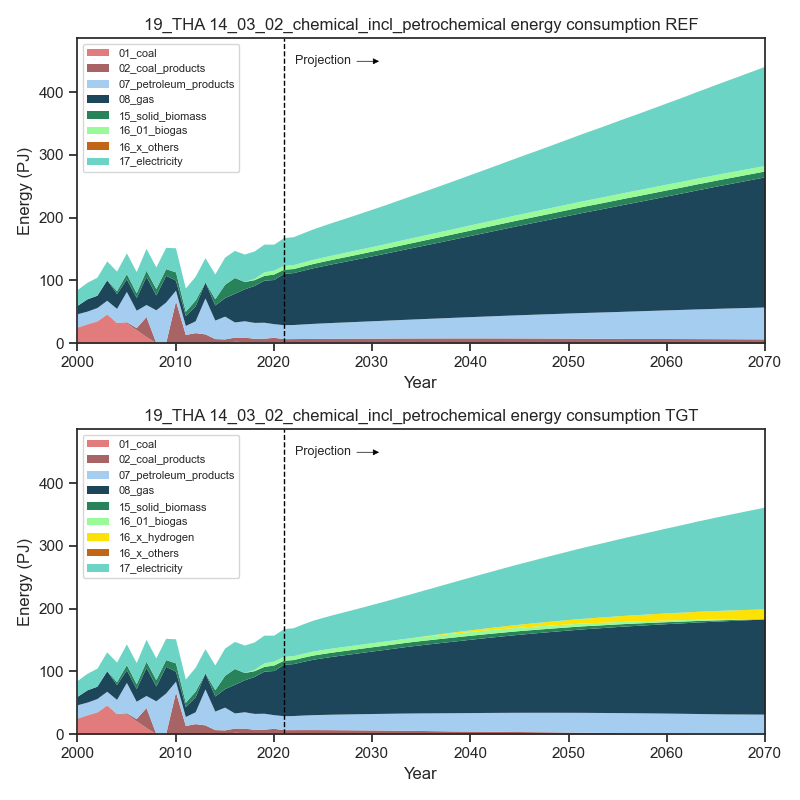 19_THA 14_03_02_chemical_incl_petrochemical energy consumption REF
Projection
01_coal
02_coal_products
07_petroleum_products
08_gas
15_solid_biomass
16_01_biogas
16_x_others
17_electricity
Energy (PJ)
400
300
200
100
0
2000 2010 2020 2030 2040 2050 2060 2070
Year
19_THA 14_03_02_chemical_incl_petrochemical energy consumption TGT
Projection
01_coal
02_coal_products
07_petroleum_products
08_gas
15_solid_biomass
16_01_biogas
16_x_hydrogen
16_x_others
17_electricity
Energy (PJ)
400
300
200
100
0
2000 2010 2020 2030 2040 2050 2060 2070
Year